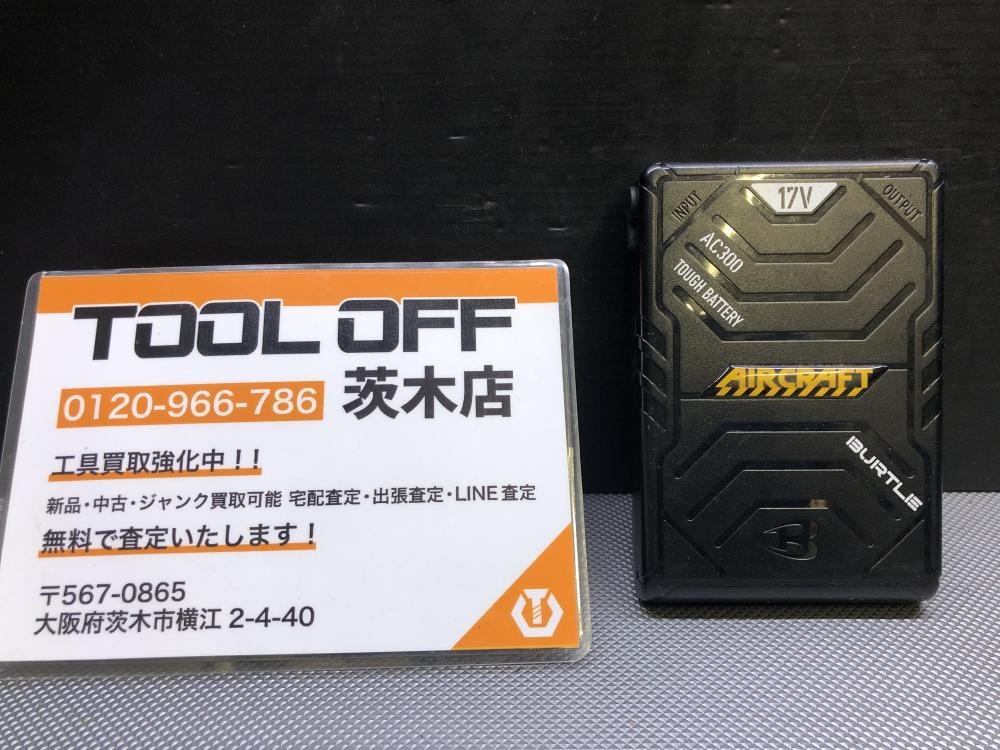 TOOL OFF
0120-966-786 茨木店
工具買取強化中！！
新品・中古・ジャンク買取可能 宅配査定・出張査定・LINE査定
無料で査定いたします！
〒567-0865
大阪府茨木市横江 2-4-40
INPUT
17V
OUTPUT
AC300
TOUGH BATTERY
AIRCRAFT
BURTLE